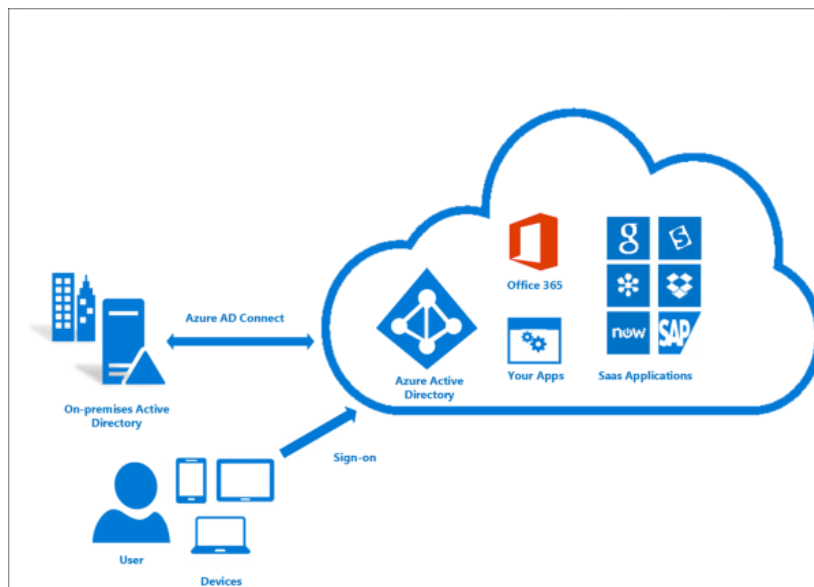 Office 365
g
S
Azure AD Connect
now
SAP
Azure Active
Directory
Your Apps
Saas Applications
On-premises Active
Directory
Sign-on
User
Devices